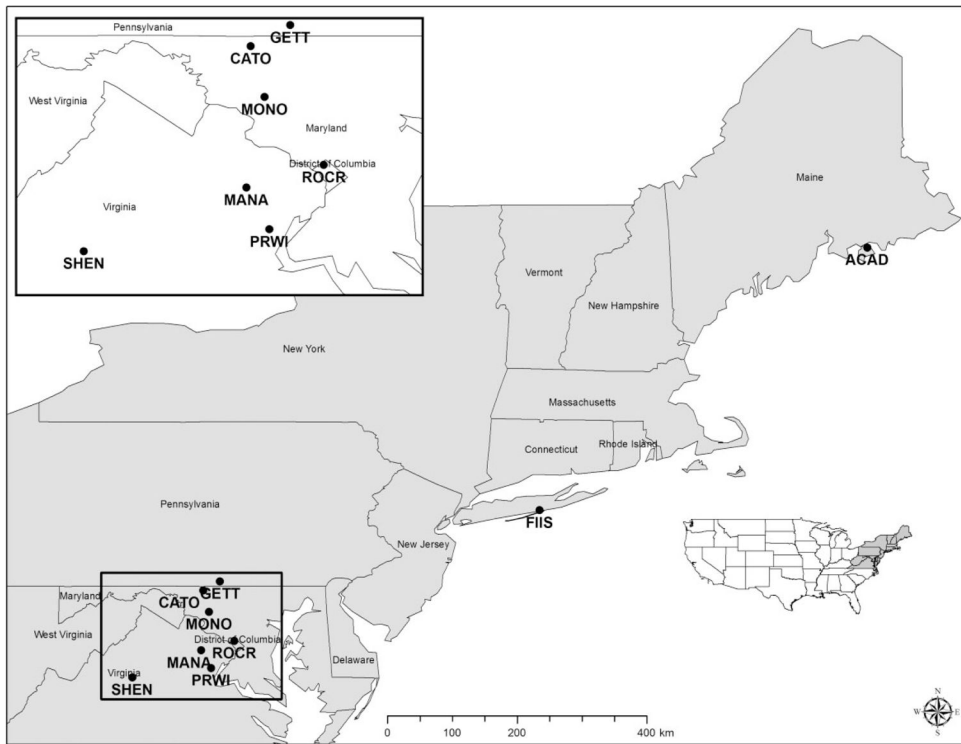 Pennsylvania
GETT
CATO
West Virginia
MONO
Maryland
District of Columbia
ROCR
MANA
Virginia
PRWI
SHEN
Maine
ACAD
Vermont
New Hampshire
New York
Massachusetts
Connecticut
Rhode Island
Pennsylvania
FIIS
New Jersey
GETT
Maryland
CATO
MONO
West Virginia
District of Columbia
ROCR
MANA
Delaware
Virginia
PRWI
SHEN
N
W E
S
0 100 200 400 km